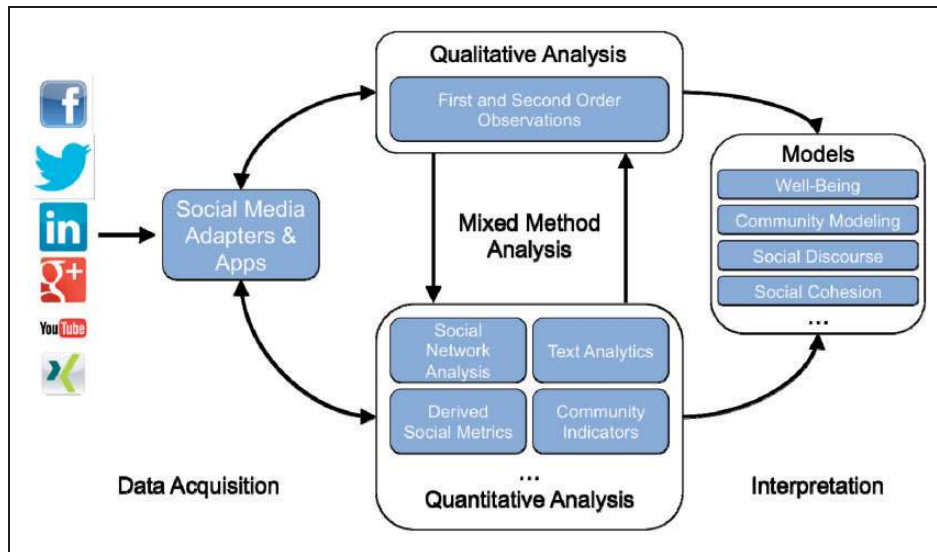 Qualitative Analysis
First and Second Order
Observations
f
in
g+
YouTube
Social Media
Adapters &
Apps
Mixed Method
Analysis
Models
Well-Being
Community Modeling
Social Discourse
Social Cohesion
...
Social
Network
Analysis
Text Analytics
Derived
Social Metrics
Community
Indicators
...
Quantitative Analysis
Data Acquisition
Interpretation